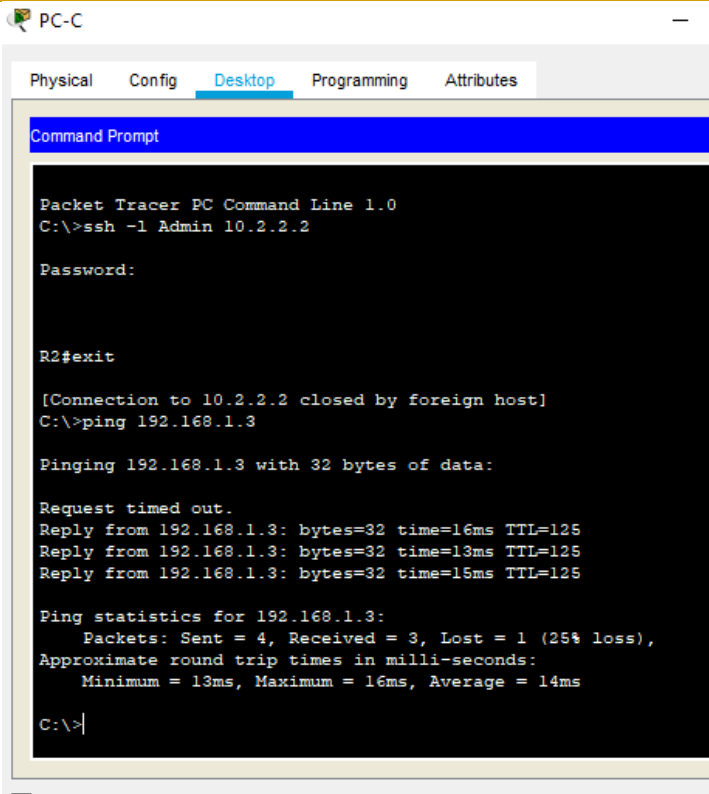 PC-C
Physical Config Desktop Programming Attributes
Command Prompt
Packet Tracer PC Command Line 1.0
C:\>ssh -l Admin 10.2.2.2
Password:
R2#exit
[Connection to 10.2.2.2 closed by foreign host]
C:\>ping 192.168.1.3
Pinging 192.168.1.3 with 32 bytes of data:
Request timed out.
Reply from 192.168.1.3: bytes=32 time=16ms TTL=125
Reply from 192.168.1.3: bytes=32 time=13ms TTL=125
Reply from 192.168.1.3: bytes=32 time=15ms TTL=125
Ping statistics for 192.168.1.3:
Packets: Sent = 4, Received = 3, Lost = 1 (25% loss),
Approximate round trip times in milli-seconds:
Minimum = 13ms, Maximum = 16ms, Average = 14ms
C:\>